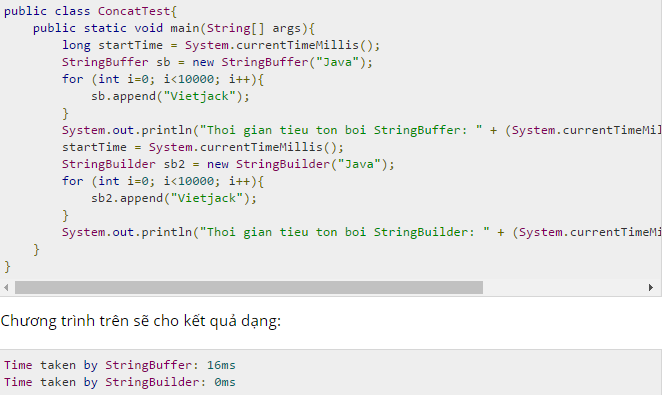 public class ConcatTest{
public static void main(String[] args){
long startTime = System.currentTimeMillis();
StringBuffer sb = new StringBuffer("Java");
for (int i=0; i<10000; i++){
sb.append("Vietjack");
}
System.out.println("Thoi gian tieu ton boi StringBuffer: " + (System.currentTimeMil
startTime = System.currentTimeMillis();
StringBuilder sb2 = new StringBuilder("Java");
for (int i=0; i<10000; i++){
sb2.append("Vietjack");
}
System.out.println("Thoi gian tieu ton boi StringBuilder: " + (System.currentTimeMi
}
}
Chương trình trên sẽ cho kết quả dạng:
Time taken by StringBuffer: 16ms
Time taken by StringBuilder: 0ms